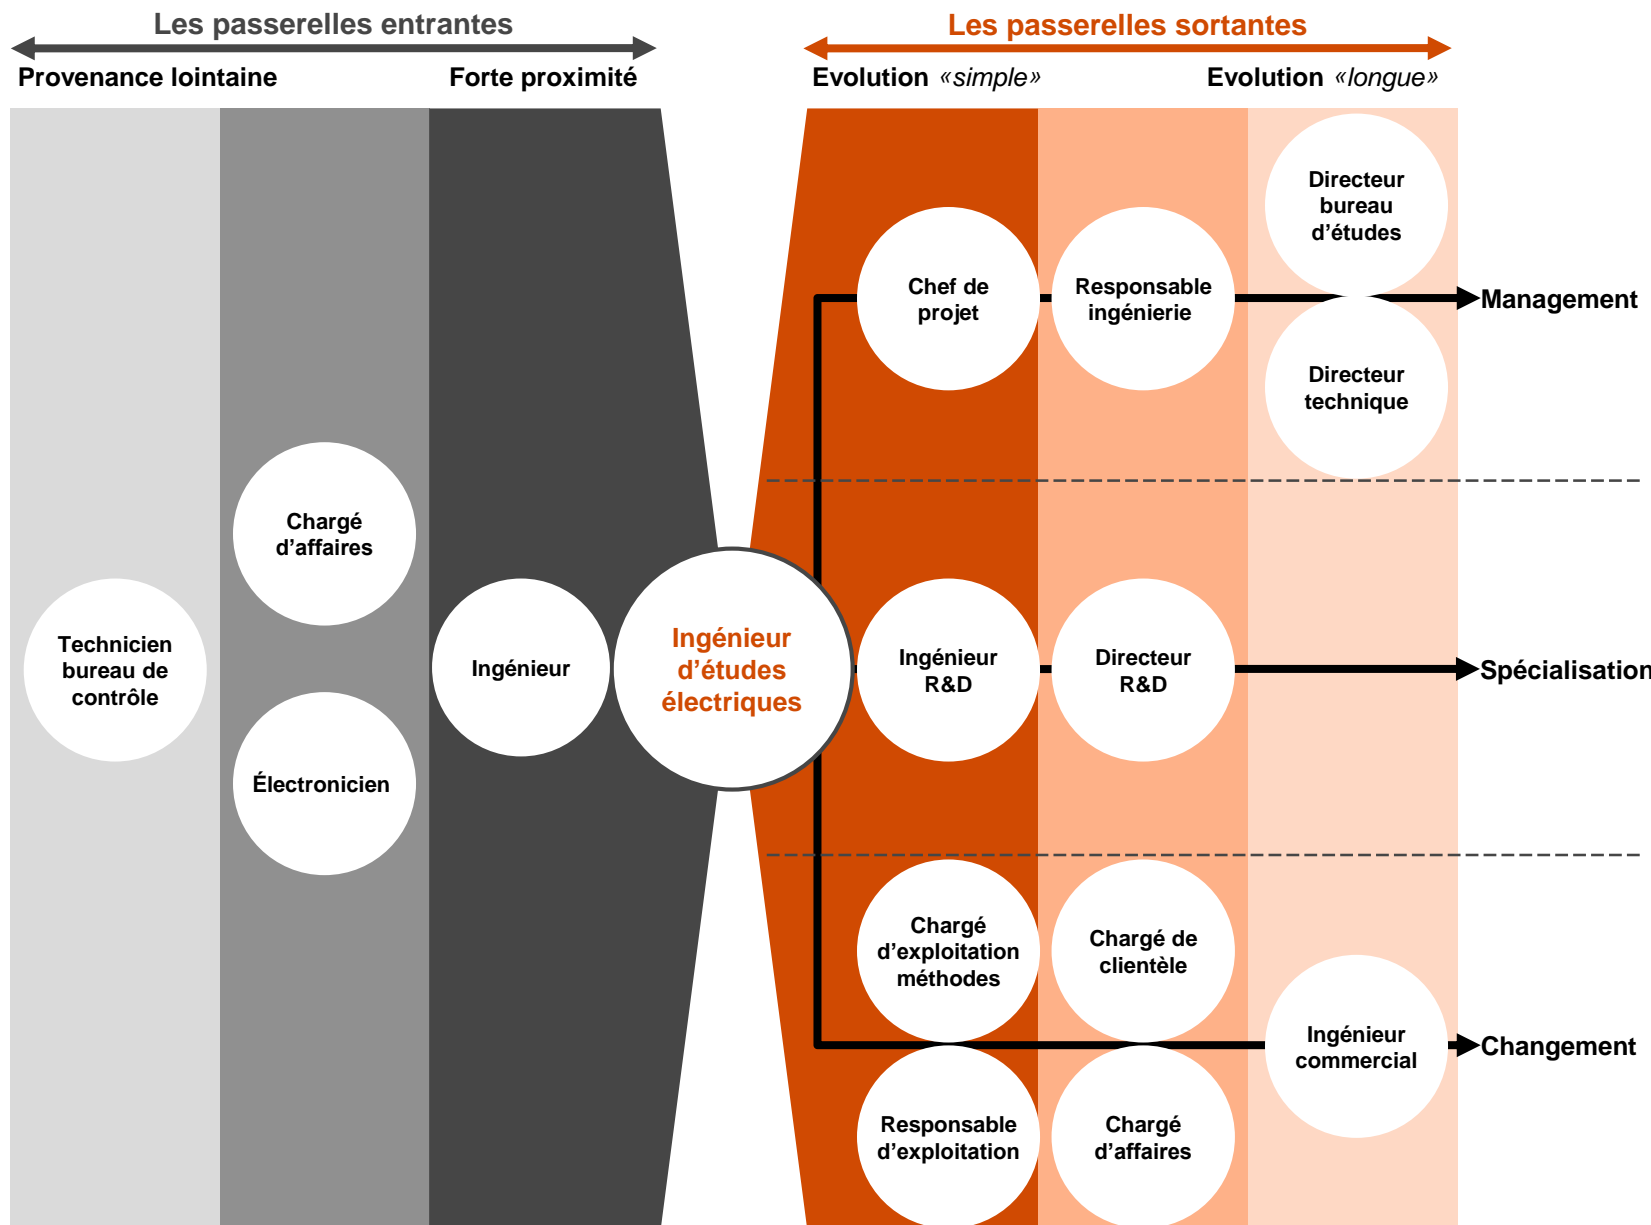 Les passerelles entrantes
Les passerelles sortantes
Provenance lointaine
Forte proximité
Evolution «simple»
Evolution «longue»
Technicien
bureau de
contrôle
Chargé
d’affaires
Électronicien
Ingénieur
Ingénieur
d’études
électriques
Chef de
projet
Responsable
ingénierie
Directeur
bureau
d’études
Directeur
technique
Management
Ingénieur
R&D
Directeur
R&D
Spécialisation
Chargé
d’exploitation
méthodes
Chargé de
clientèle
Responsable
d’exploitation
Chargé
d’affaires
Ingénieur
commercial
Changement